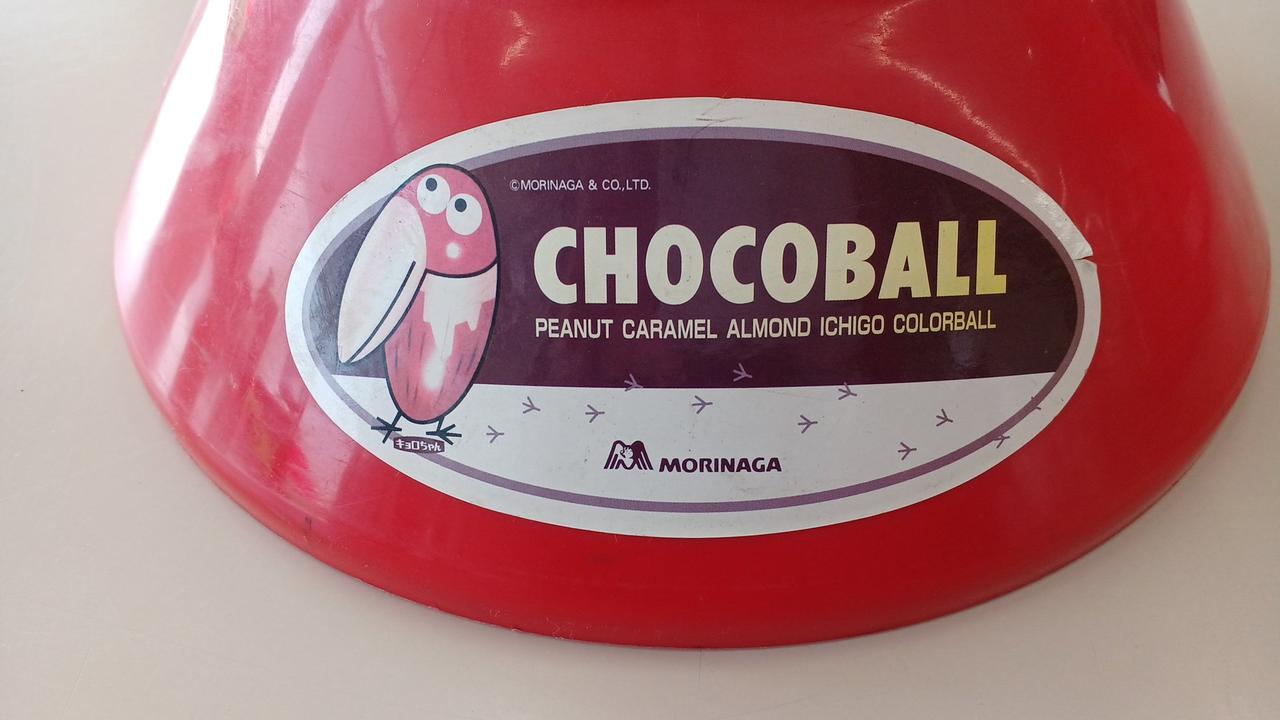 ©MORINAGA & CO.,LTD.
CHOCOBALL
PEANUT CARAMEL ALMOND ICHIGO COLORBALL
キョロちゃん
MORINAGA